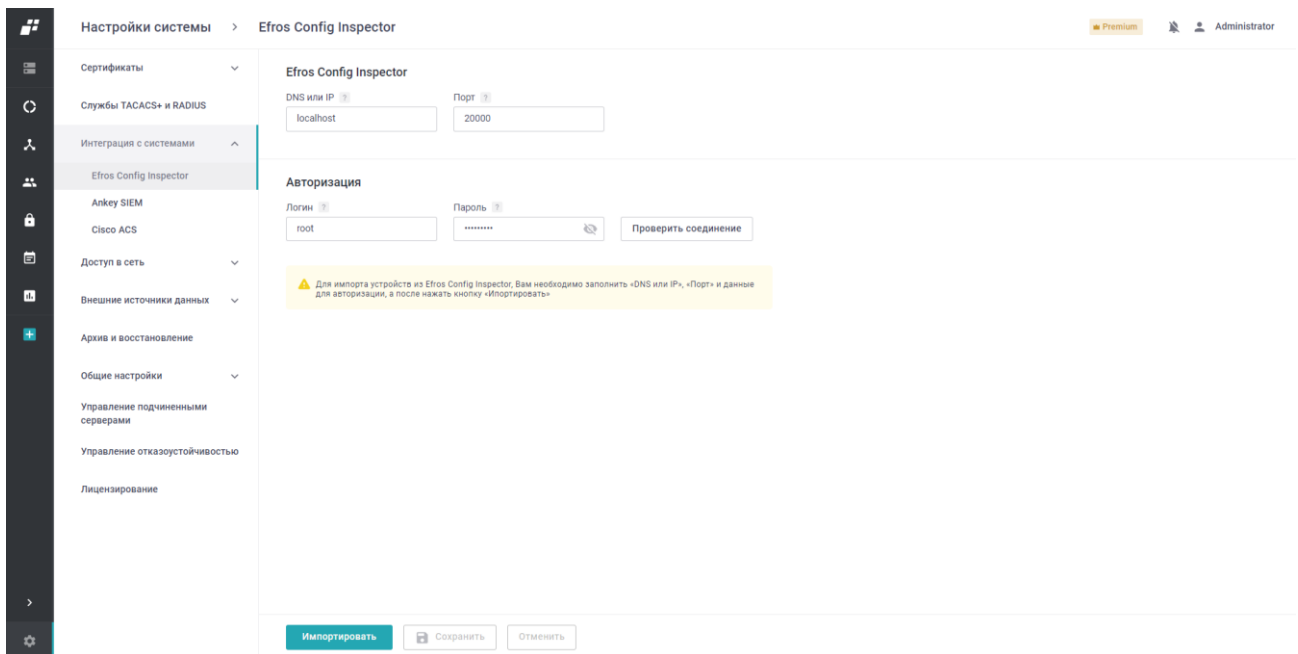 Настройки системы > Efros Config Inspector
Premium
Administrator
Сертификаты
Службы TACACS+ и RADIUS
Интеграция с системами
Efros Config Inspector
Ankey SIEM
Cisco ACS
Доступ в сеть
Внешние источники данных
Архив и восстановление
Общие настройки
Управление подчиненными
серверами
Управление отказоустойчивостью
Лицензирование
Efros Config Inspector
DNS или IP ? Порт ?
localhost 20000
Авторизация
Логин ? Пароль ?
root ••••••••• Проверить соединение
Для импорта устройств из Efros Config Inspector, Вам необходимо заполнить «DNS или IP», «Порт» и данные
для авторизации, а после нажать кнопку «Ипортировать»
Импортировать Сохранить Отменить